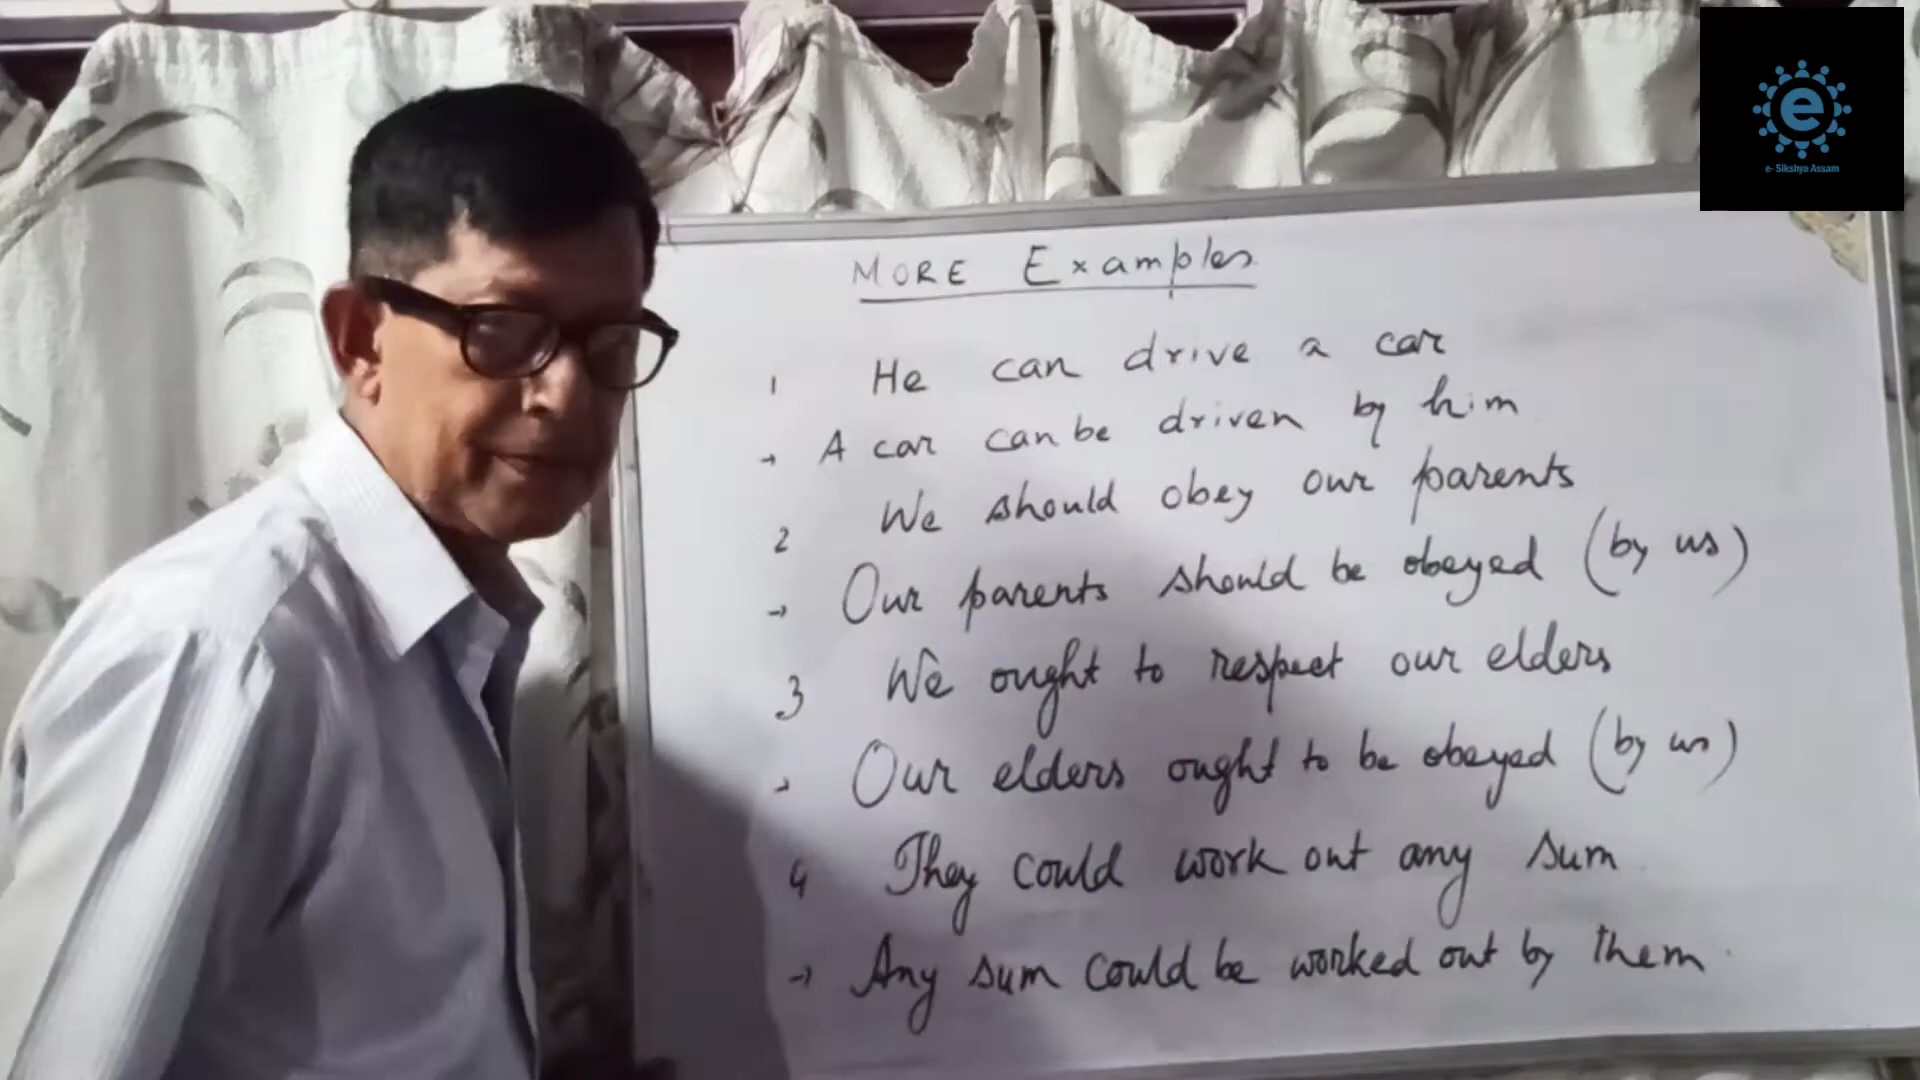 e
e- Sikshya Assam
MORE Examples
1 He can drive a car
→ A car can be driven by him
2 We should obey our parents
→ Our parents should be obeyed (by us)
3 We ought to respect our elders
→ Our elders ought to be obeyed (by us)
4 They could work out any sum
→ Any sum could be worked out by them.